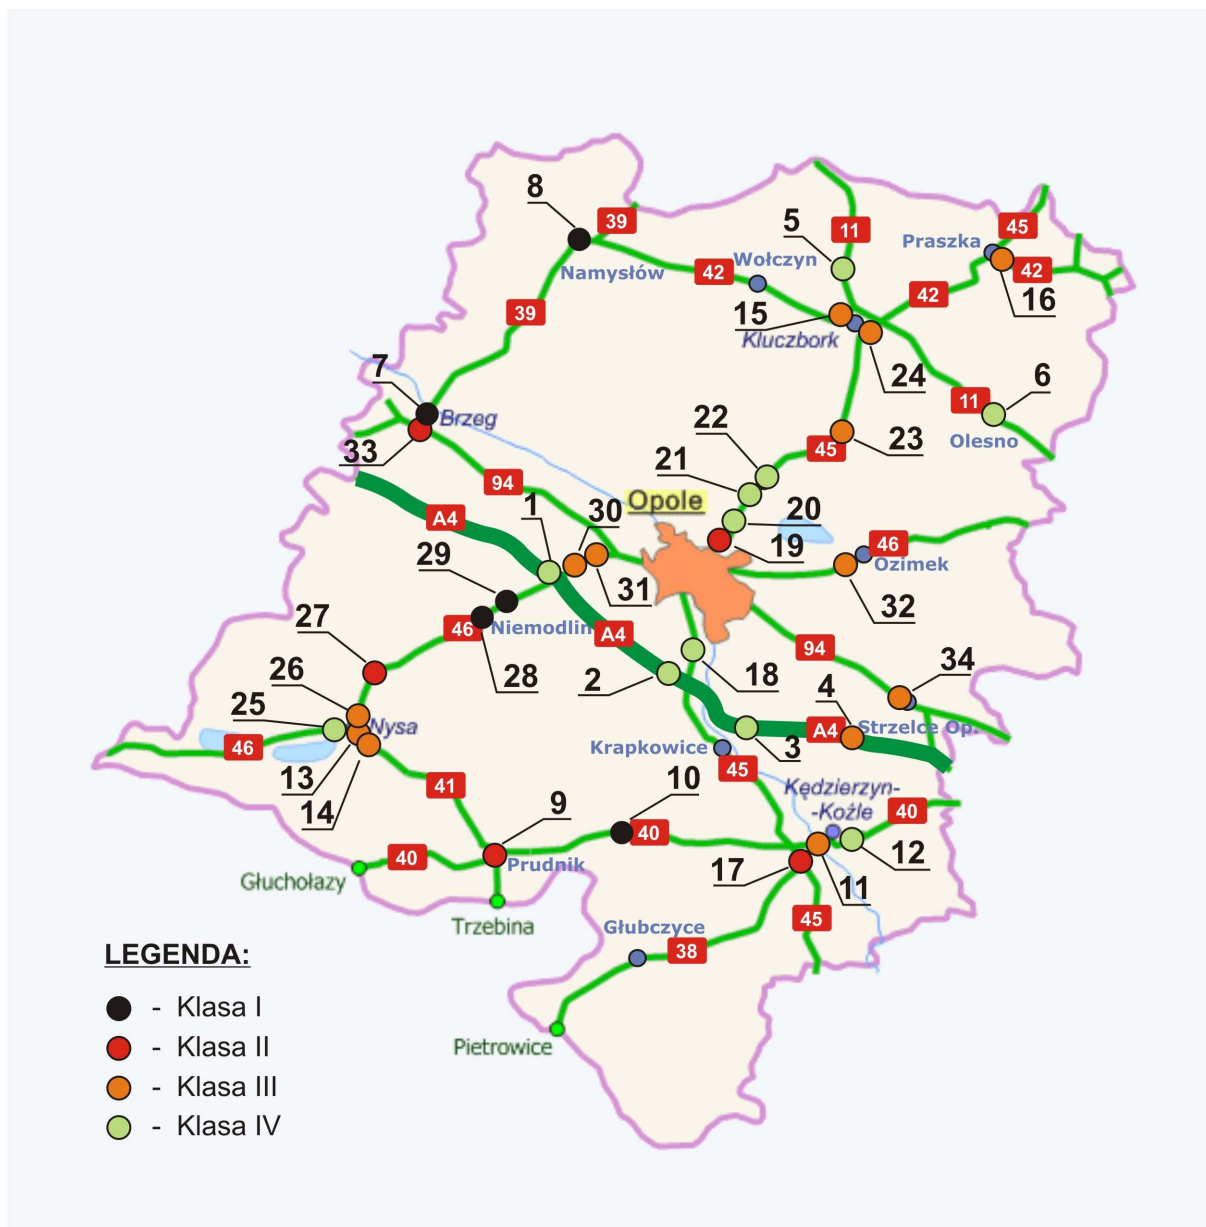 8
39
5
11
45
Praszka
Wołczyn
Namysłów
42
42
42
16
15
39
Kluczbork
24
7
6
11
Brzeg
22
Olesno
33
23
45
21
94
1
Opole
30
20
A4
19
46
29
Ozimek
31
32
27
46
Niemodlin
A4
94
26
28
2
18
34
4
25
Nysa
A4
Strzelce Op.
46
Krapkowice
3
13
45
14
41
Kędzierzyn-
-Koźle
10
9
40
40
12
40
Prudnik
17
11
Głuchołazy
Trzebina
45
Głubczyce
38
LEGENDA:
- Klasa I
- Klasa II
Pietrowice
- Klasa III
- Klasa IV